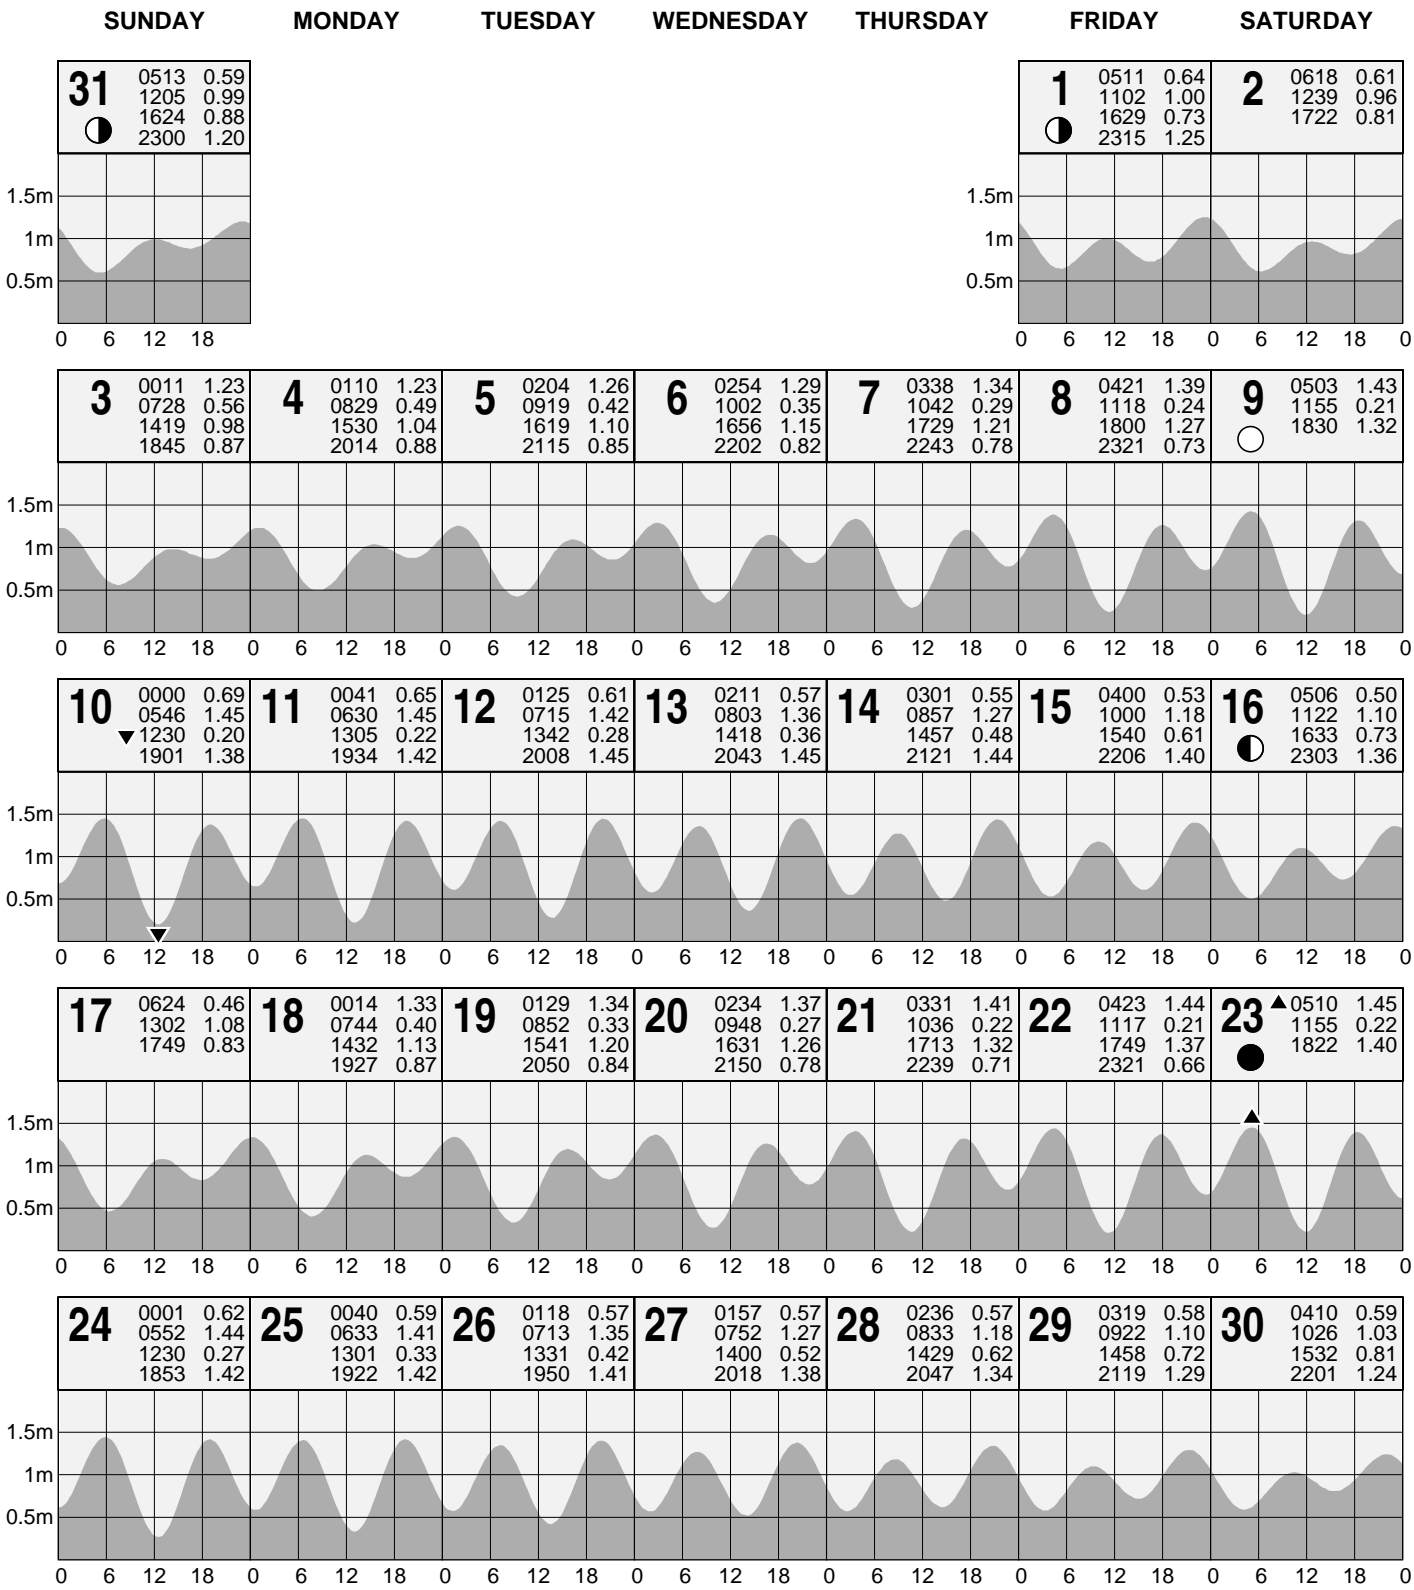 SUNDAY MONDAY TUESDAY WEDNESDAY THURSDAY FRIDAY SATURDAY
31 0513 0.59
1205 0.99
1624 0.88
2300 1.20
1 0511 0.64
1102 1.00
1629 0.73
2315 1.25
2 0618 0.61
1239 0.96
1722 0.81
1.5m
1m
0.5m
0 6 12 18
1.5m
1m
0.5m
0 6 12 18 0 6 12 18 0
3 0011 1.23
0728 0.56
1419 0.98
1845 0.87
4 0110 1.23
0829 0.49
1530 1.04
2014 0.88
5 0204 1.26
0919 0.42
1619 1.10
2115 0.85
6 0254 1.29
1002 0.35
1656 1.15
2202 0.82
7 0338 1.34
1042 0.29
1729 1.21
2243 0.78
8 0421 1.39
1118 0.24
1800 1.27
2321 0.73
9 0503 1.43
1155 0.21
1830 1.32
1.5m
1m
0.5m
0 6 12 18 0 6 12 18 0 6 12 18 0 6 12 18 0 6 12 18 0 6 12 18 0 6 12 18 0
10 0000 0.69
0546 1.45
1230 0.20
1901 1.38
11 0041 0.65
0630 1.45
1305 0.22
1934 1.42
12 0125 0.61
0715 1.42
1342 0.28
2008 1.45
13 0211 0.57
0803 1.36
1418 0.36
2043 1.45
14 0301 0.55
0857 1.27
1457 0.48
2121 1.44
15 0400 0.53
1000 1.18
1540 0.61
2206 1.40
16 0506 0.50
1122 1.10
1633 0.73
2303 1.36
1.5m
1m
0.5m
0 6 12 18 0 6 12 18 0 6 12 18 0 6 12 18 0 6 12 18 0 6 12 18 0 6 12 18 0
17 0624 0.46
1302 1.08
1749 0.83
18 0014 1.33
0744 0.40
1432 1.13
1927 0.87
19 0129 1.34
0852 0.33
1541 1.20
2050 0.84
20 0234 1.37
0948 0.27
1631 1.26
2150 0.78
21 0331 1.41
1036 0.22
1713 1.32
2239 0.71
22 0423 1.44
1117 0.21
1749 1.37
2321 0.66
23 0510 1.45
1155 0.22
1822 1.40
1.5m
1m
0.5m
0 6 12 18 0 6 12 18 0 6 12 18 0 6 12 18 0 6 12 18 0 6 12 18 0 6 12 18 0
24 0001 0.62
0552 1.44
1230 0.27
1853 1.42
25 0040 0.59
0633 1.41
1301 0.33
1922 1.42
26 0118 0.57
0713 1.35
1331 0.42
1950 1.41
27 0157 0.57
0752 1.27
1400 0.52
2018 1.38
28 0236 0.57
0833 1.18
1429 0.62
2047 1.34
29 0319 0.58
0922 1.10
1458 0.72
2119 1.29
30 0410 0.59
1026 1.03
1532 0.81
2201 1.24
1.5m
1m
0.5m
0 6 12 18 0 6 12 18 0 6 12 18 0 6 12 18 0 6 12 18 0 6 12 18 0 6 12 18 0